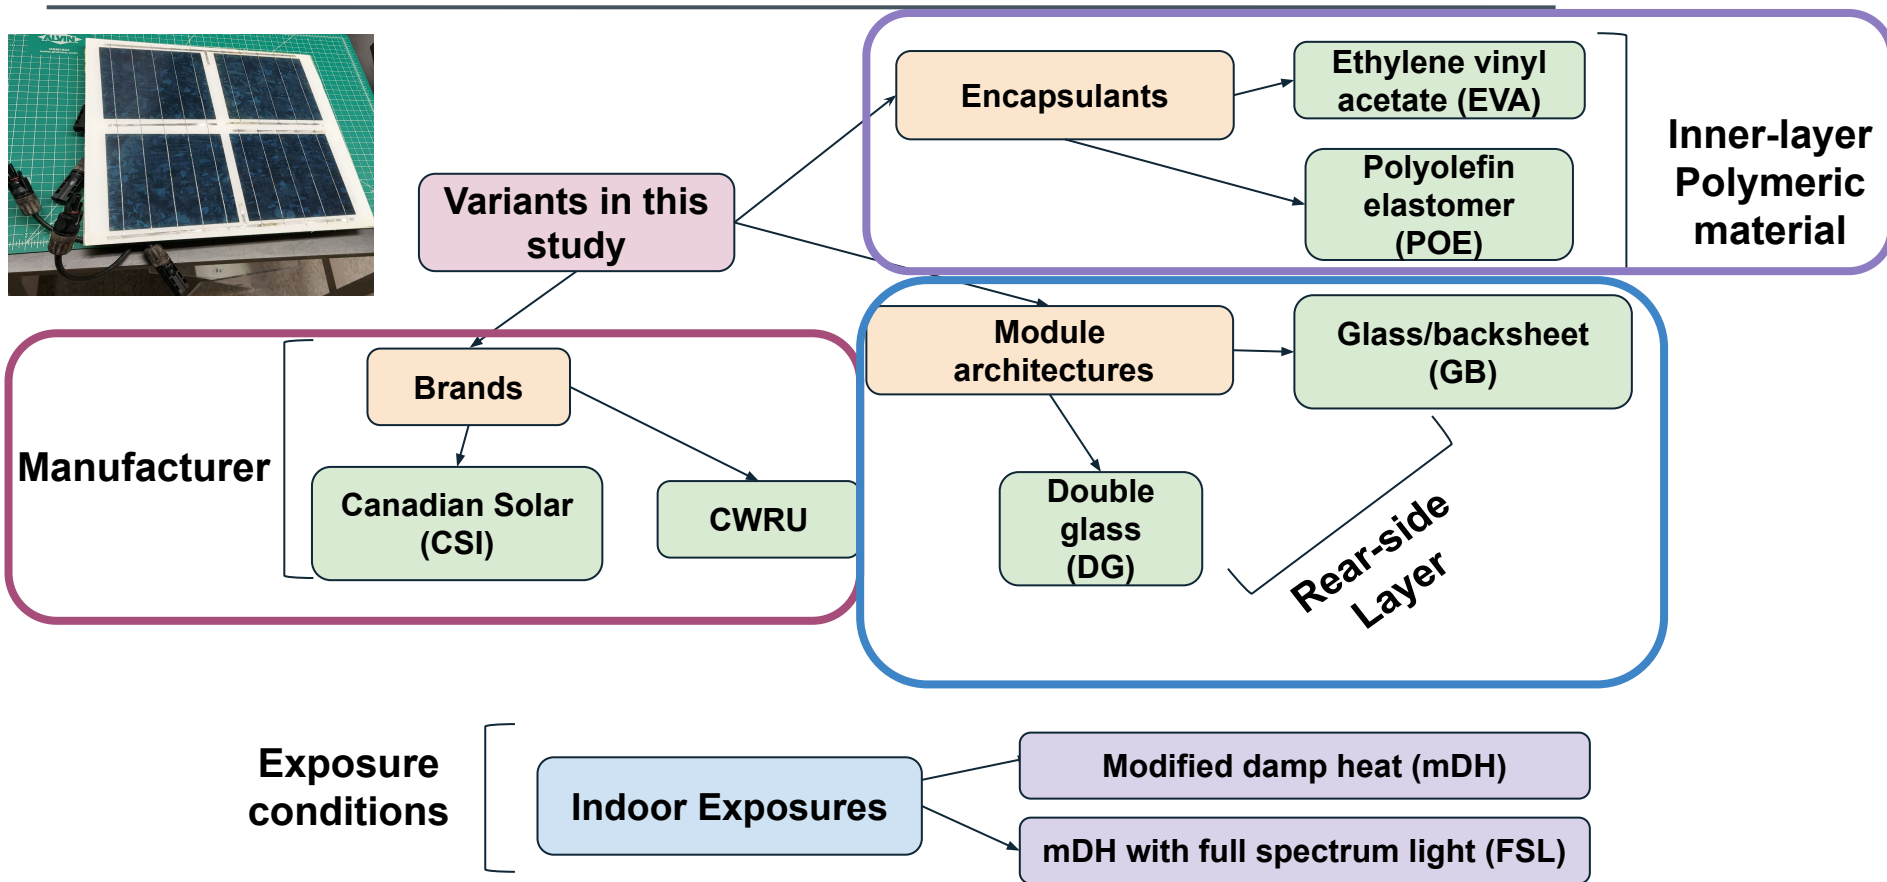 ALVIN
Variants in this
study
Encapsulants
Ethylene vinyl
acetate (EVA)
Polyolefin
elastomer
(POE)
Inner-layer
Polymeric
material
Module
architectures
Glass/backsheet
(GB)
Double
glass
(DG)
Rear-side
Layer
Manufacturer
Brands
Canadian Solar
(CSI)
CWRU
Exposure
conditions
Indoor Exposures
Modified damp heat (mDH)
mDH with full spectrum light (FSL)